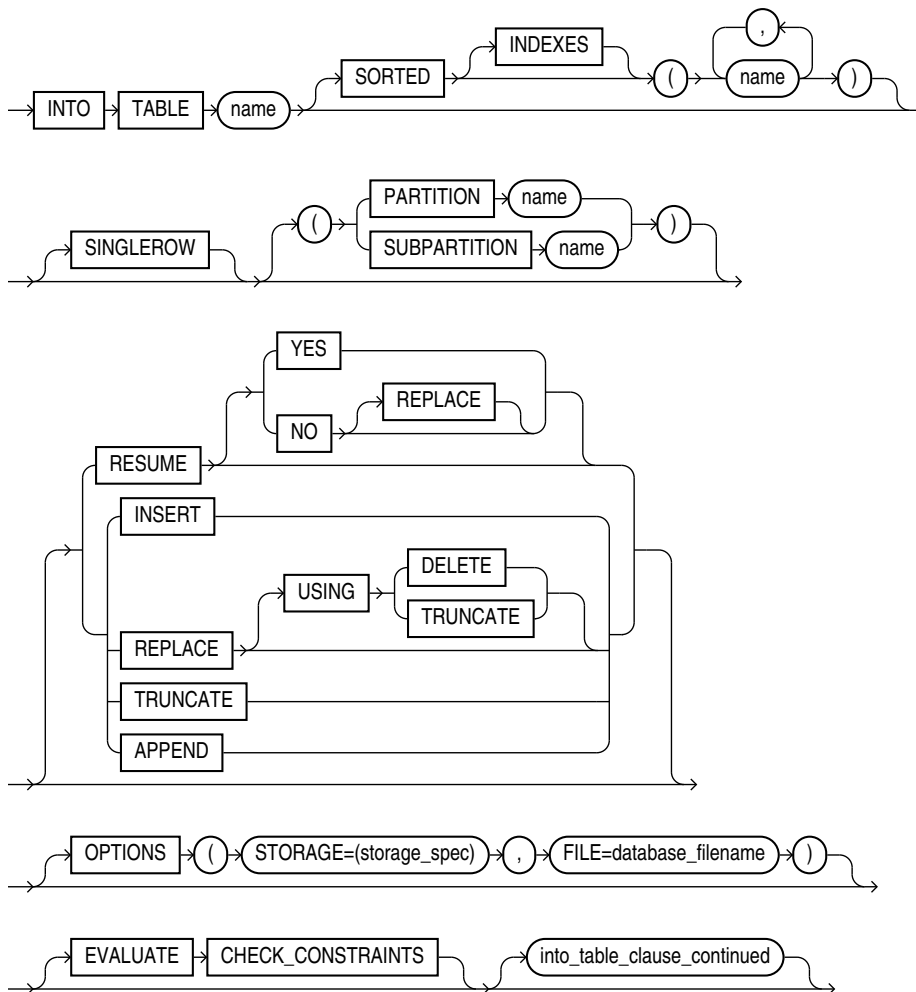 INDEXES ,
SORTED ( name )
INTO TABLE name
PARTITION name
SINGLEROW ( )
SUBPARTITION name
YES
REPLACE
NO
RESUME
INSERT
DELETE
USING
TRUNCATE
REPLACE
TRUNCATE
APPEND
OPTIONS ( STORAGE=(storage_spec) , FILE=database_filename )
EVALUATE CHECK_CONSTRAINTS into_table_clause_continued